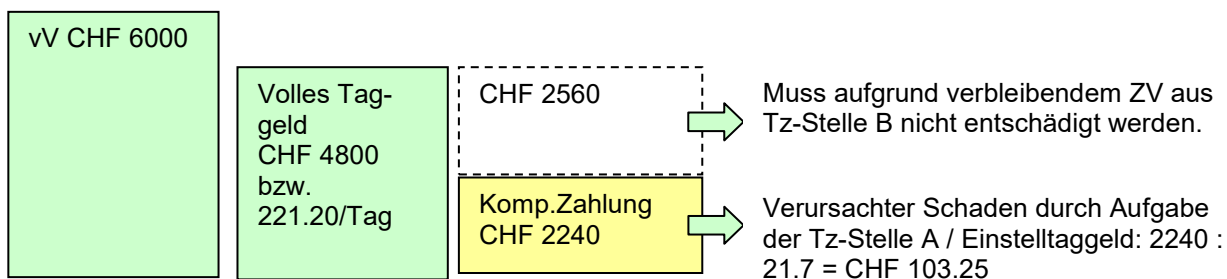 vV CHF 6000
Volles Tag-
geld
CHF 4800
bzw.
221.20/Tag
CHF 2560
Muss aufgrund verbleibendem ZV aus
Tz-Stelle B nicht entschädigt werden.
Komp.Zahlung
CHF 2240
Verursachter Schaden durch Aufgabe
der Tz-Stelle A / Einstelltaggeld: 2240 :
21.7 = CHF 103.25